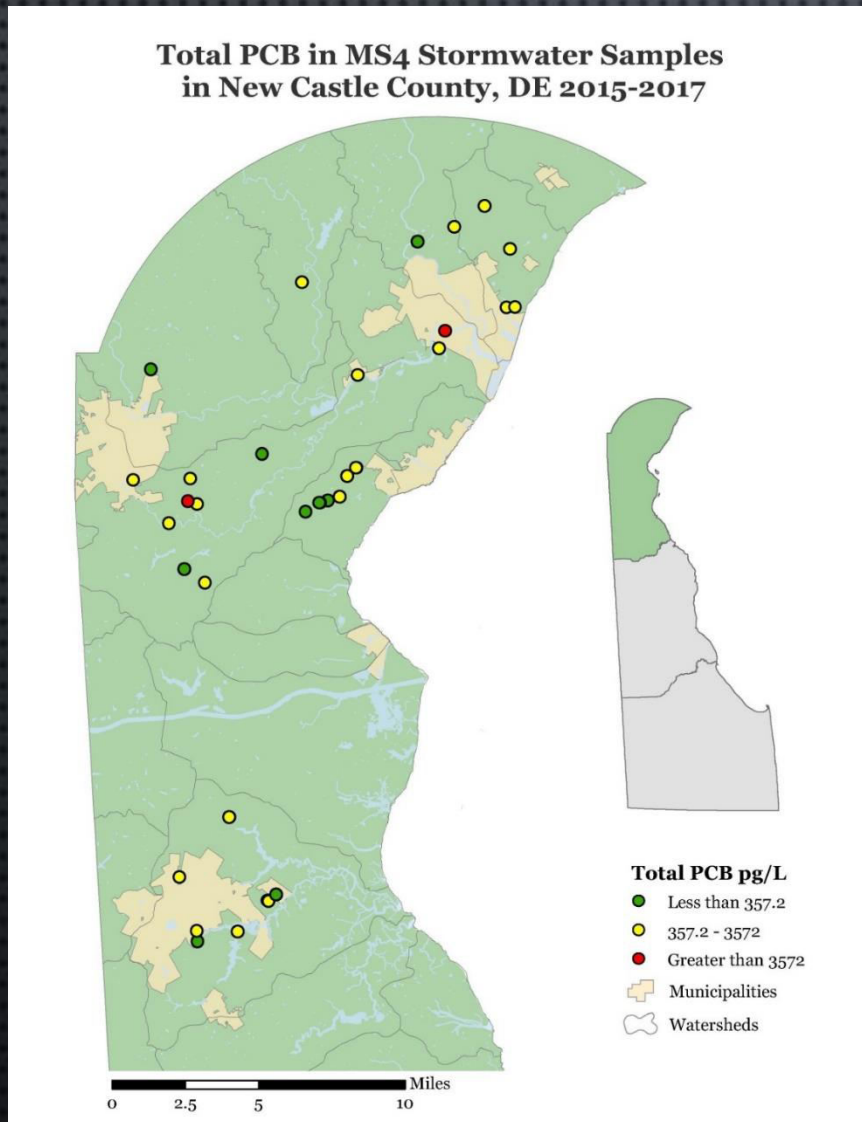 Total PCB in MS4 Stormwater Samples
in New Castle County, DE 2015-2017
Total PCB pg/L
Less than 357.2
357.2 - 3572
Greater than 3572
Municipalities
Watersheds
Miles
0 2.5 5 10